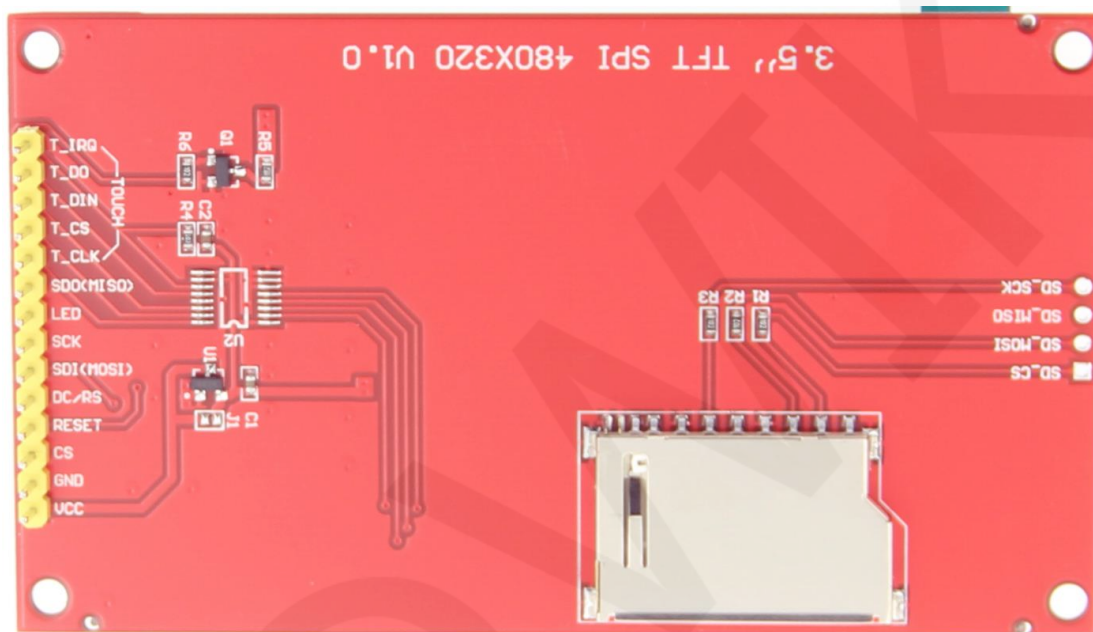 3.5'' TFT SPI 480X320 V1.0
T_IRQ
T_DO
T_DIN
T_CS
T_CLK
TOUCH
SDO(MISO)
LED
SCK
SDI(MOSI)
DC/RS
RESET
CS
GND
VCC
R6
Q1
R5
R4
C2
U2
U1
J1
C1
R3
R2
R1
SD_SCK
SD_MISO
SD_MOSI
SD_CS